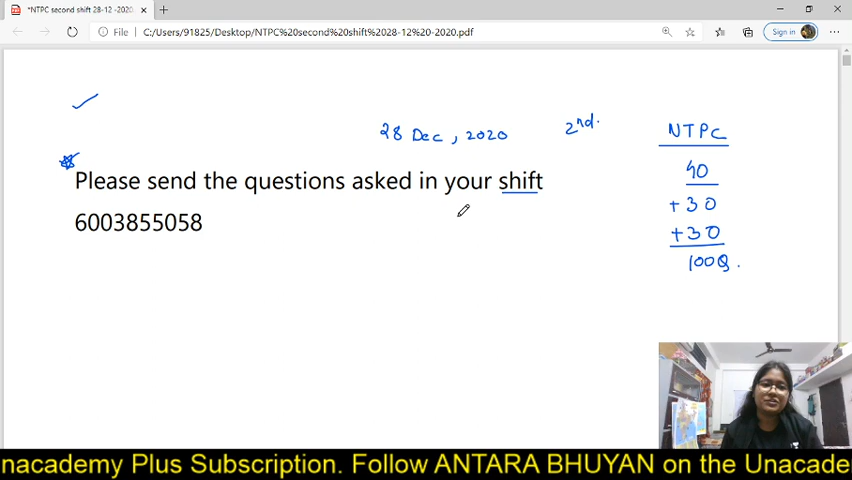 *NTPC second shift 28-12 -2020.
File
C:/Users/91825/Desktop/NTPC%20second%20shift%2028-12%20-2020.pdf
Sign in
28 Dec, 2020
2nd.
NTPC
40
+30
+30
100Q.
Please send the questions asked in your shift
6003855058
nacademy Plus Subscription. Follow ANTARA BHUYAN on the Unacade